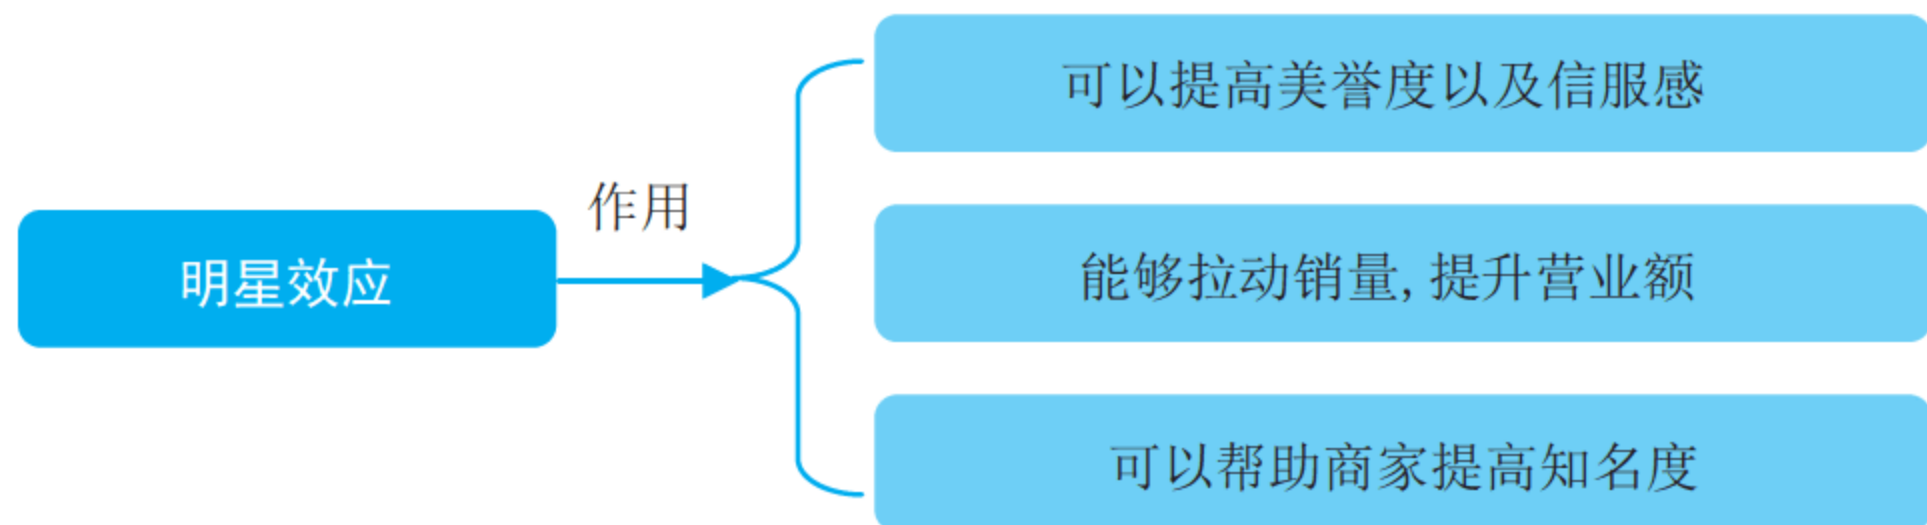 明星效应
作用
可以提高美誉度以及信服感
能够拉动销量,提升营业额
可以帮助商家提高知名度